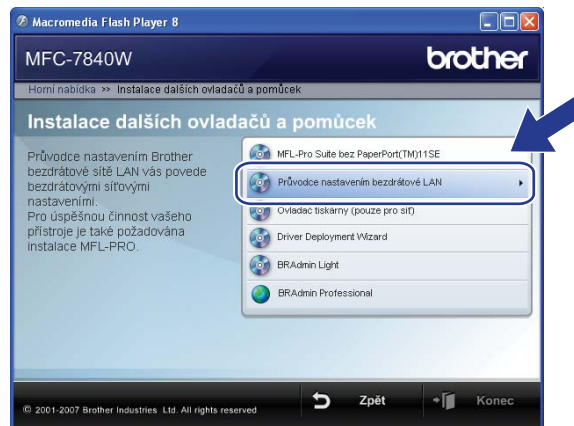 Macromedia Flash Player 8
MFC-7840W
brother
Horní nabídka >> Instalace dalších ovladačů a pomůcek
Instalace dalších ovladačů a pomůcek
Průvodce nastavením Brother
bezdrátové sítě LAN vás povede
bezdrátovými síťovými
nastaveními.
Pro úspěšnou činnost vašeho
přístroje je také požadována
instalace MFL-PRO.
MFL-Pro Suite bez PaperPort(TM)11SE
Průvodce nastavením bezdrátové LAN
Ovladač tiskárny (pouze pro síť)
Driver Deployment Wizard
BRAdmin Light
BRAdmin Professional
© 2001-2007 Brother Industries Ltd. All rights reserved
Zpět
Konec